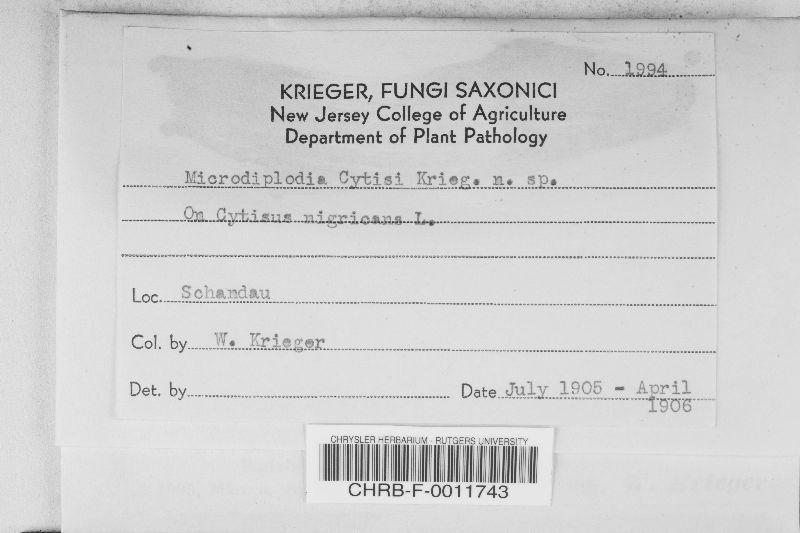 No. 1994
KRIEGER, FUNGI SAXONICI
New Jersey College of Agriculture
Department of Plant Pathology
Microdiplodia Cytisi Krieg. n. sp.
On Cytisus nigricans L.
Loc. Schandau
Col. by W. Krieger
Det. by
Date July 1905 - April
1906
CHRYSLER HERBARIUM - RUTGERS UNIVERSITY
CHRB-F-0011743
W. Krieger